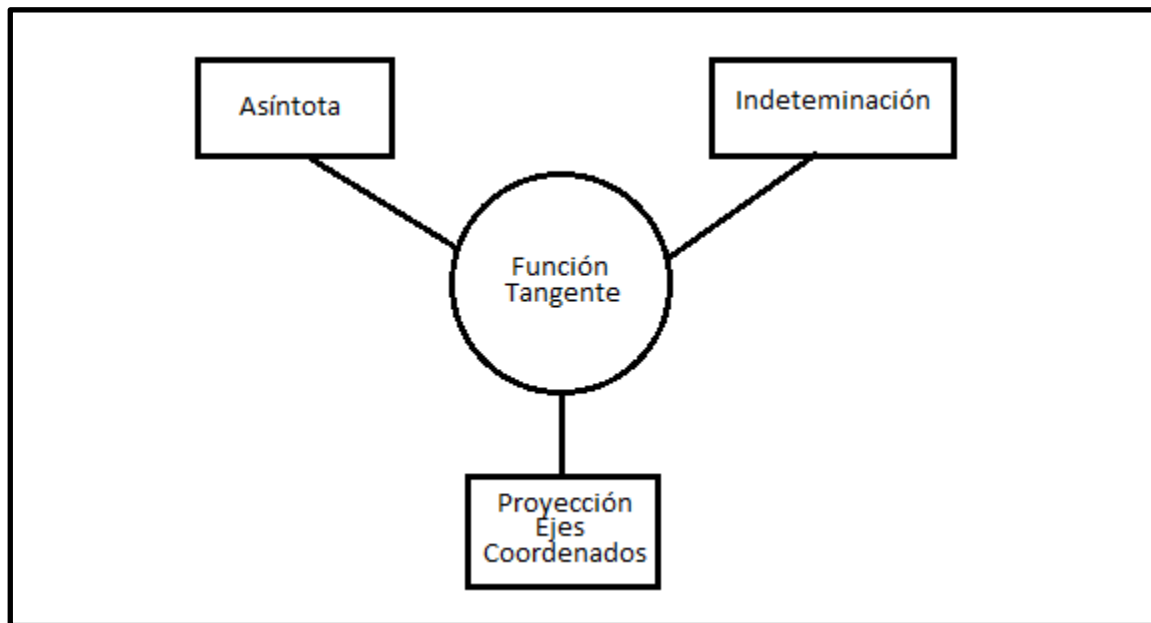 Asíntota
Indeteminación
Función
Tangente
Proyección
Ejes
Coordenados